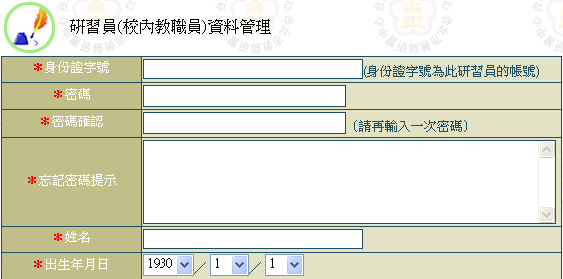 研習員(校內教職員)資料管理
*身份證字號 (身份證字號為此研習員的帳號)
*密碼
*密碼確認 〔請再輸入一次密碼〕
*忘記密碼提示
*姓名
*出生年月日 1930 / 1 / 1